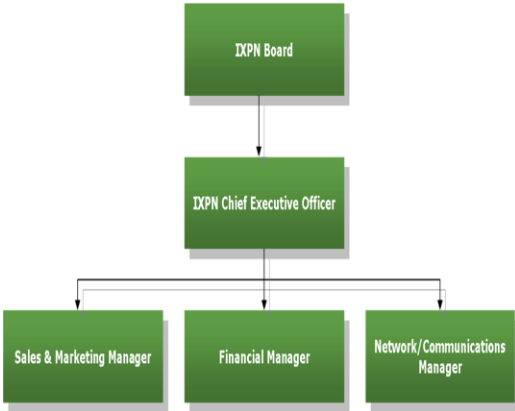 IXPN Board
IXPN Chief Executive Officer
Sales & Marketing Manager
Financial Manager
Network/Communications
Manager